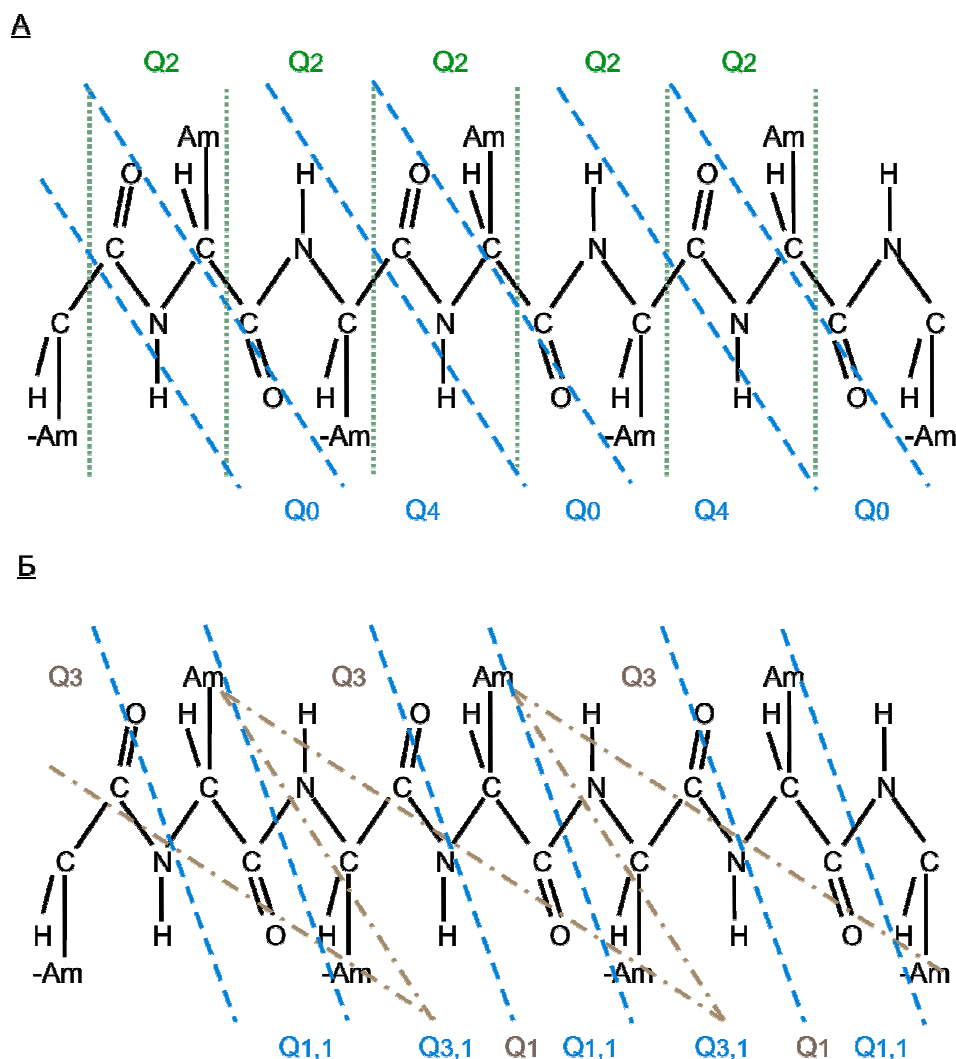 А
Q2 Q2 Q2 Q2 Q2
Am Am Am
O H H O H H O H H
C C N C C N C C N
C N C C N C C N C C
H H O H H O H H O H
-Am -Am -Am -Am
Q0 Q4 Q0 Q4 Q0
Б
Q3 Am Q3 Am Q3 Am
O H H O H H O H H
C C N C C N C C N
C N C C N C C N C C
H H O H H O H H O H
-Am -Am -Am -Am
Q1,1 Q3,1 Q1 Q1,1 Q3,1 Q1 Q1,1